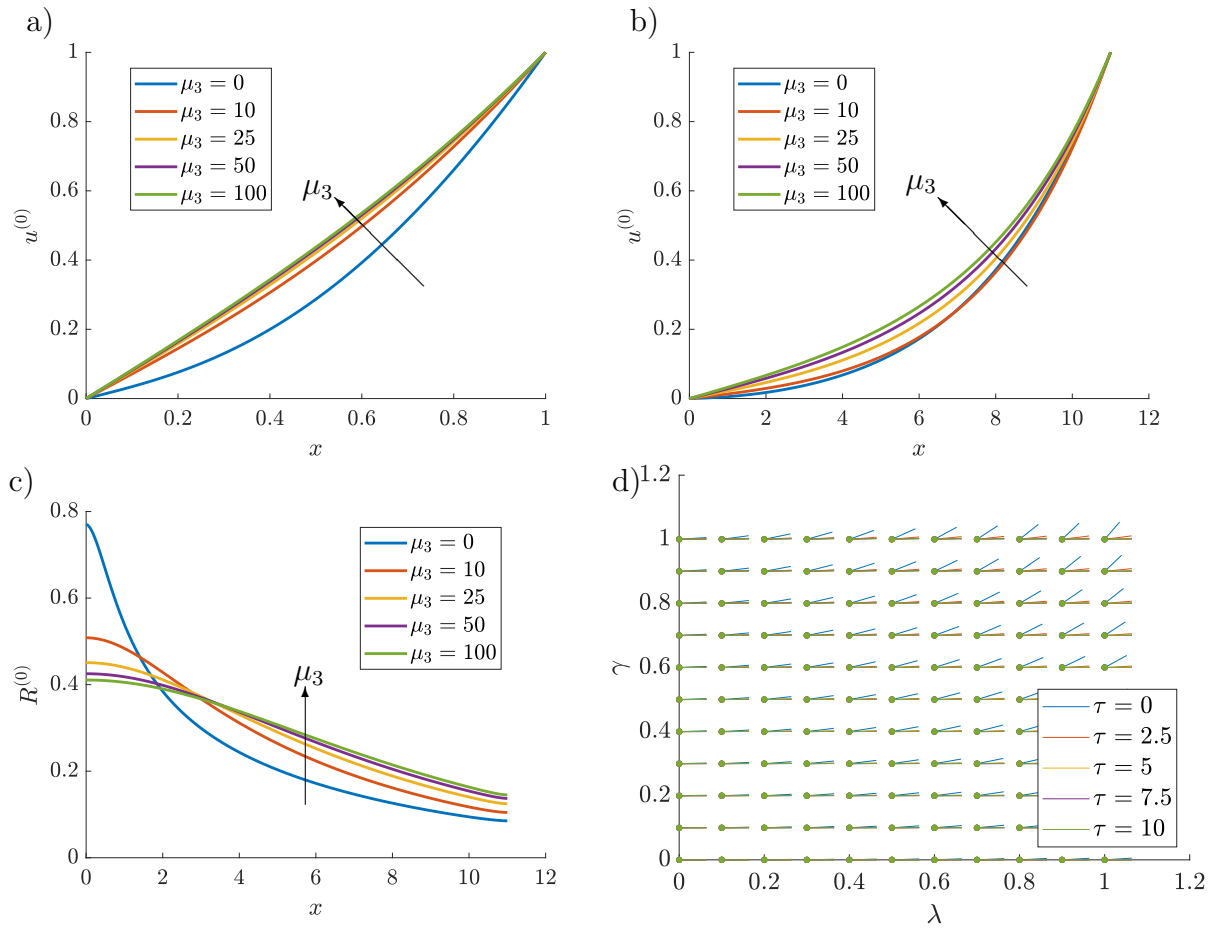 a)
1
0.8
0.6
0.4
0.2
0
u^{(0)}
μ₃ = 0
μ₃ = 10
μ₃ = 25
μ₃ = 50
μ₃ = 100
μ₃
0 0.2 0.4 0.6 0.8 1
x
b)
1
0.8
0.6
0.4
0.2
0
u^{(0)}
μ₃ = 0
μ₃ = 10
μ₃ = 25
μ₃ = 50
μ₃ = 100
μ₃
0 2 4 6 8 10 12
x
c)
0.8
0.6
0.4
0.2
0
R^{(0)}
μ₃ = 0
μ₃ = 10
μ₃ = 25
μ₃ = 50
μ₃ = 100
μ₃
0 2 4 6 8 10 12
x
d)
1.2
1
0.8
0.6
0.4
0.2
0
γ
τ = 0
τ = 2.5
τ = 5
τ = 7.5
τ = 10
0 0.2 0.4 0.6 0.8 1 1.2
λ